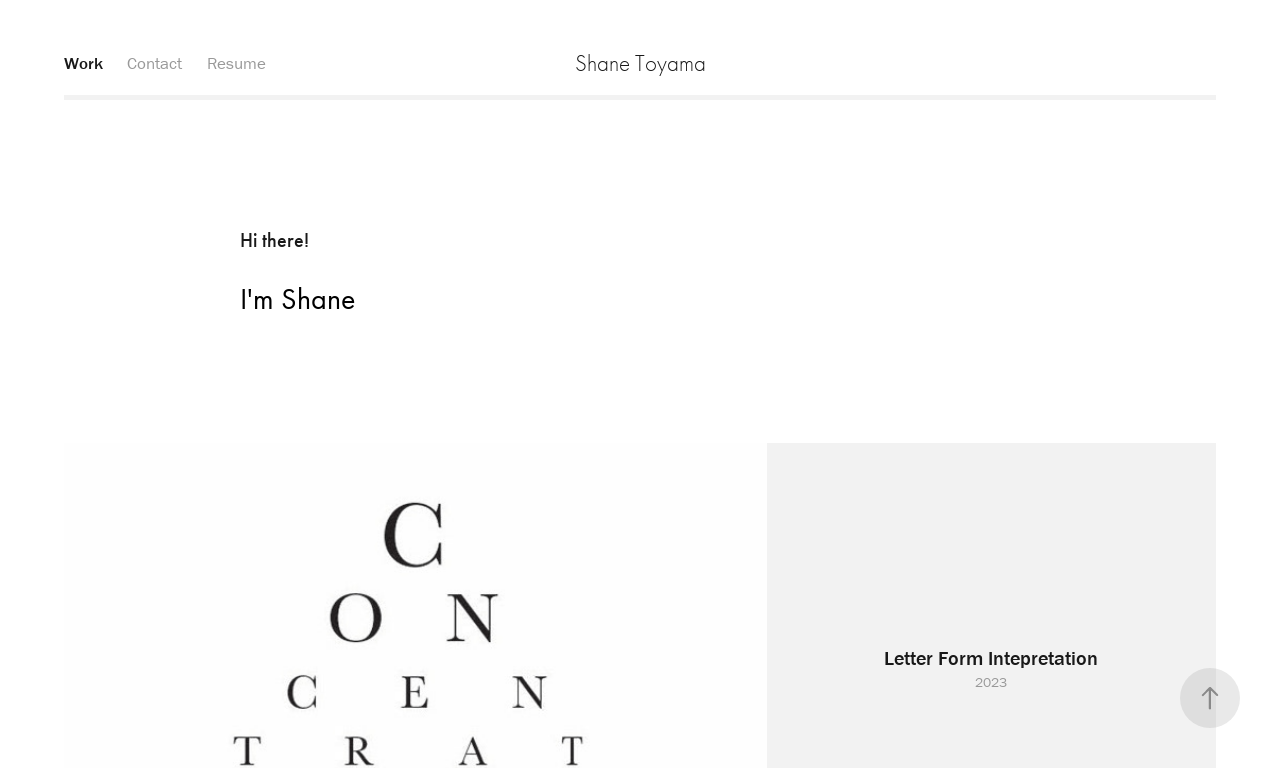 Work Contact Resume
Shane Toyama
Hi there!
I'm Shane
C
O N
C E N
T R A T
Letter Form Intepretation
2023